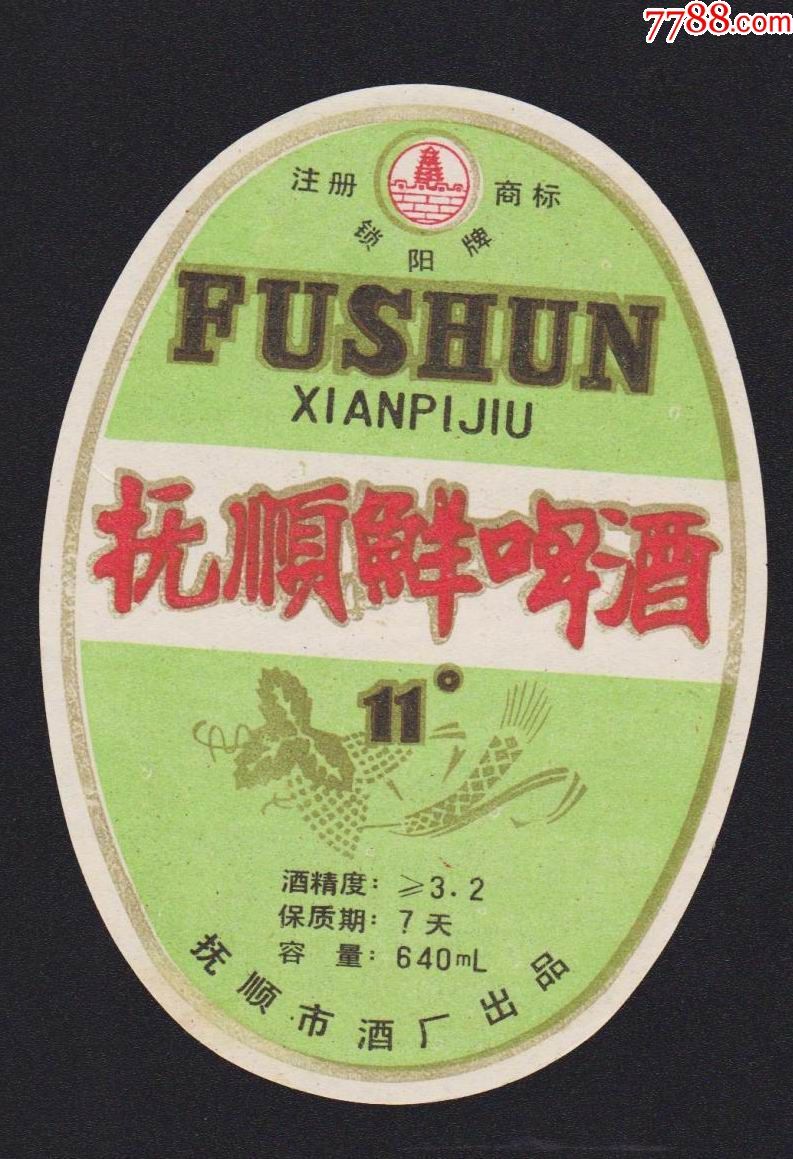 7788.com
注册 商标
锁阳牌
FUSHUN
XIANPIJIU
抚顺鲜啤酒
11°
酒精度：≥3.2
保质期：7天
容 量：640mL
抚顺市酒厂出品